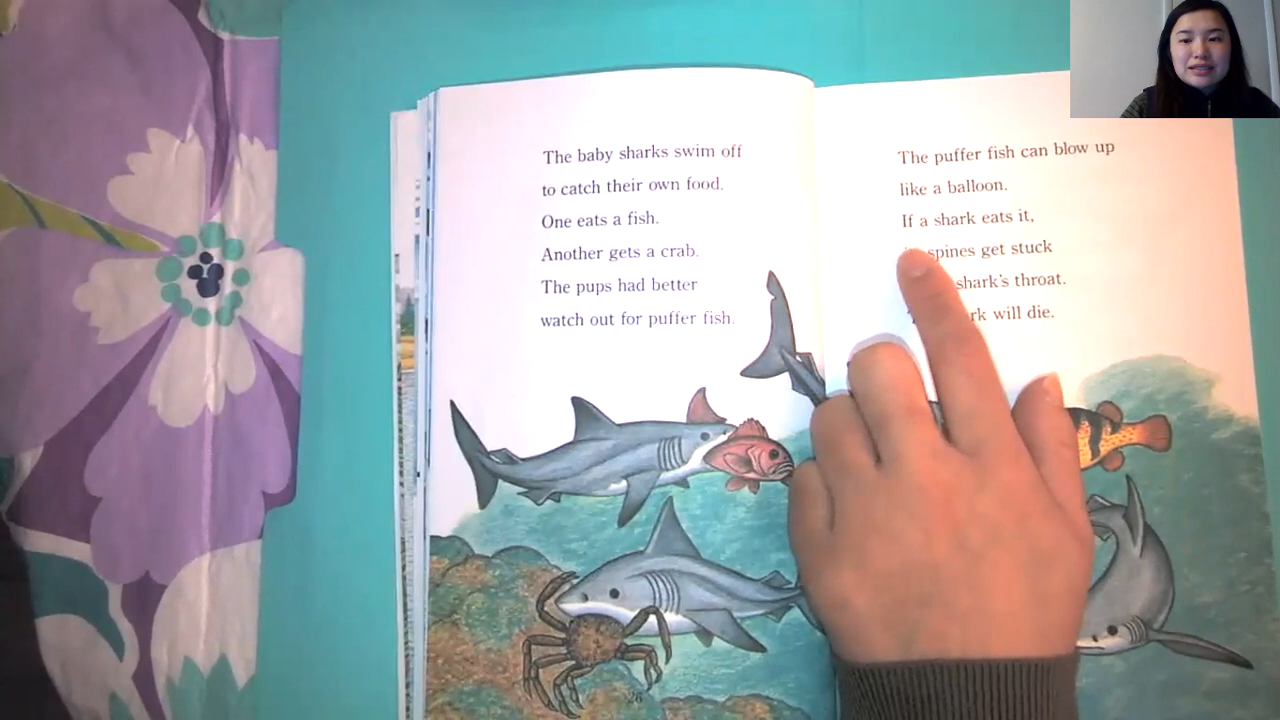 The baby sharks swim off
to catch their own food.
One eats a fish.
Another gets a crab.
The pups had better
watch out for puffer fish.
26
The puffer fish can blow up
like a balloon.
If a shark eats it,
spines get stuck
shark's throat.
will die.